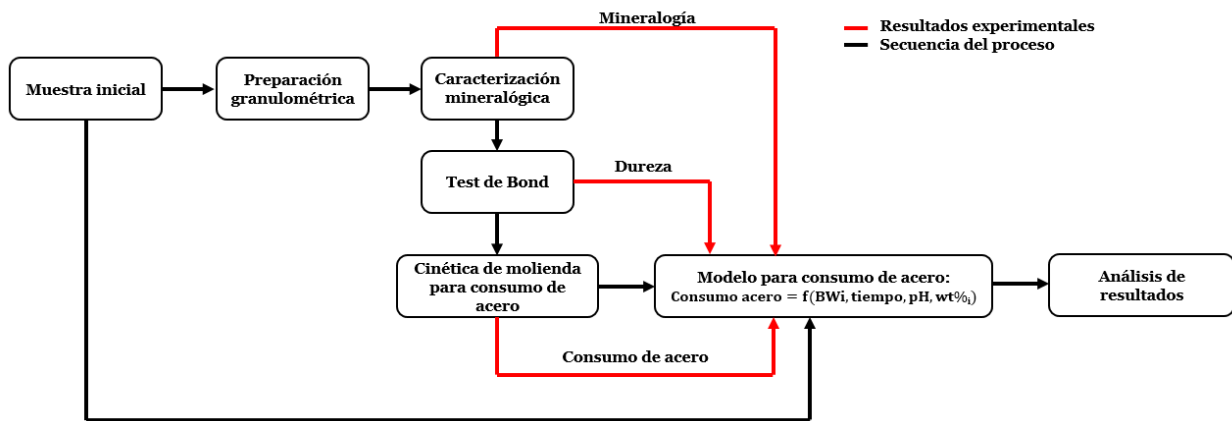 Mineralogía
Resultados experimentales
Secuencia del proceso
Muestra inicial
Preparación
granulométrica
Caracterización
mineralógica
Test de Bond
Dureza
Cinética de molienda
para consumo de
acero
Modelo para consumo de acero:
Consumo acero = f(BWi, tiempo, pH, wt%ᵢ)
Análisis de
resultados
Consumo de acero